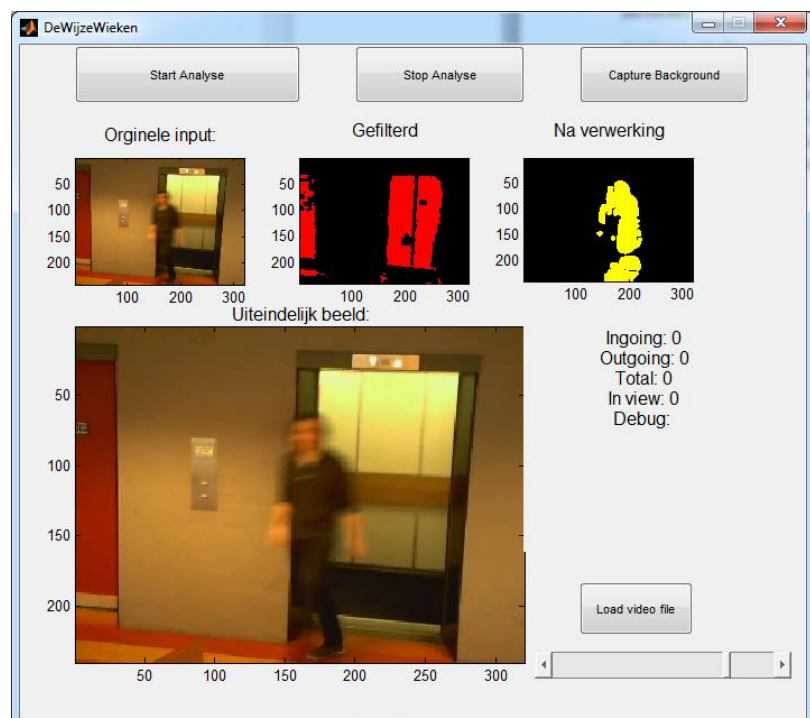 DeWijzeWieken
Start Analyse
Stop Analyse
Capture Background
Orginele input:
Gefilterd
Na verwerking
50
100
150
200
100 200 300
50
100
150
200
100 200 300
50
100
150
200
100 200 300
Uiteindelijk beeld:
50
100
150
200
50 100 150 200 250 300
Ingoing: 0
Outgoing: 0
Total: 0
In view: 0
Debug:
Load video file